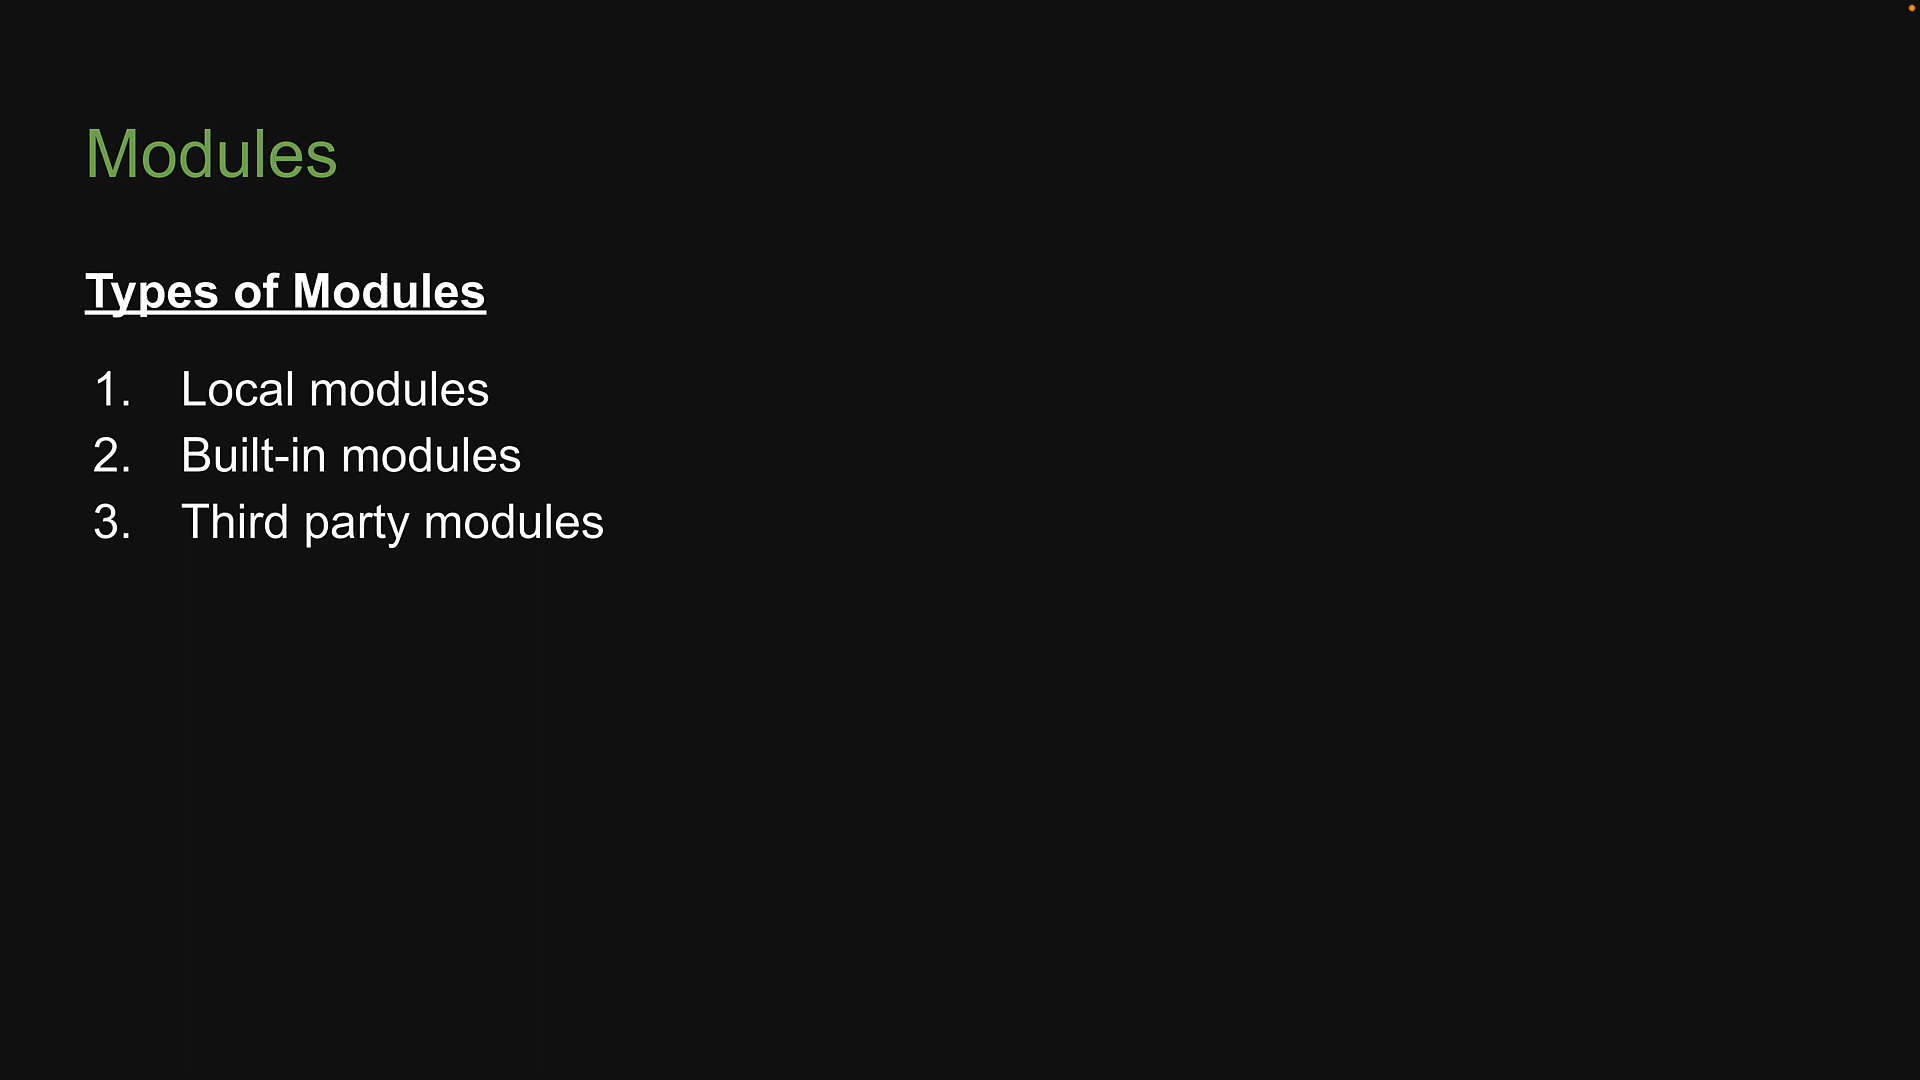 Modules
Types of Modules
1. Local modules
2. Built-in modules
3. Third party modules